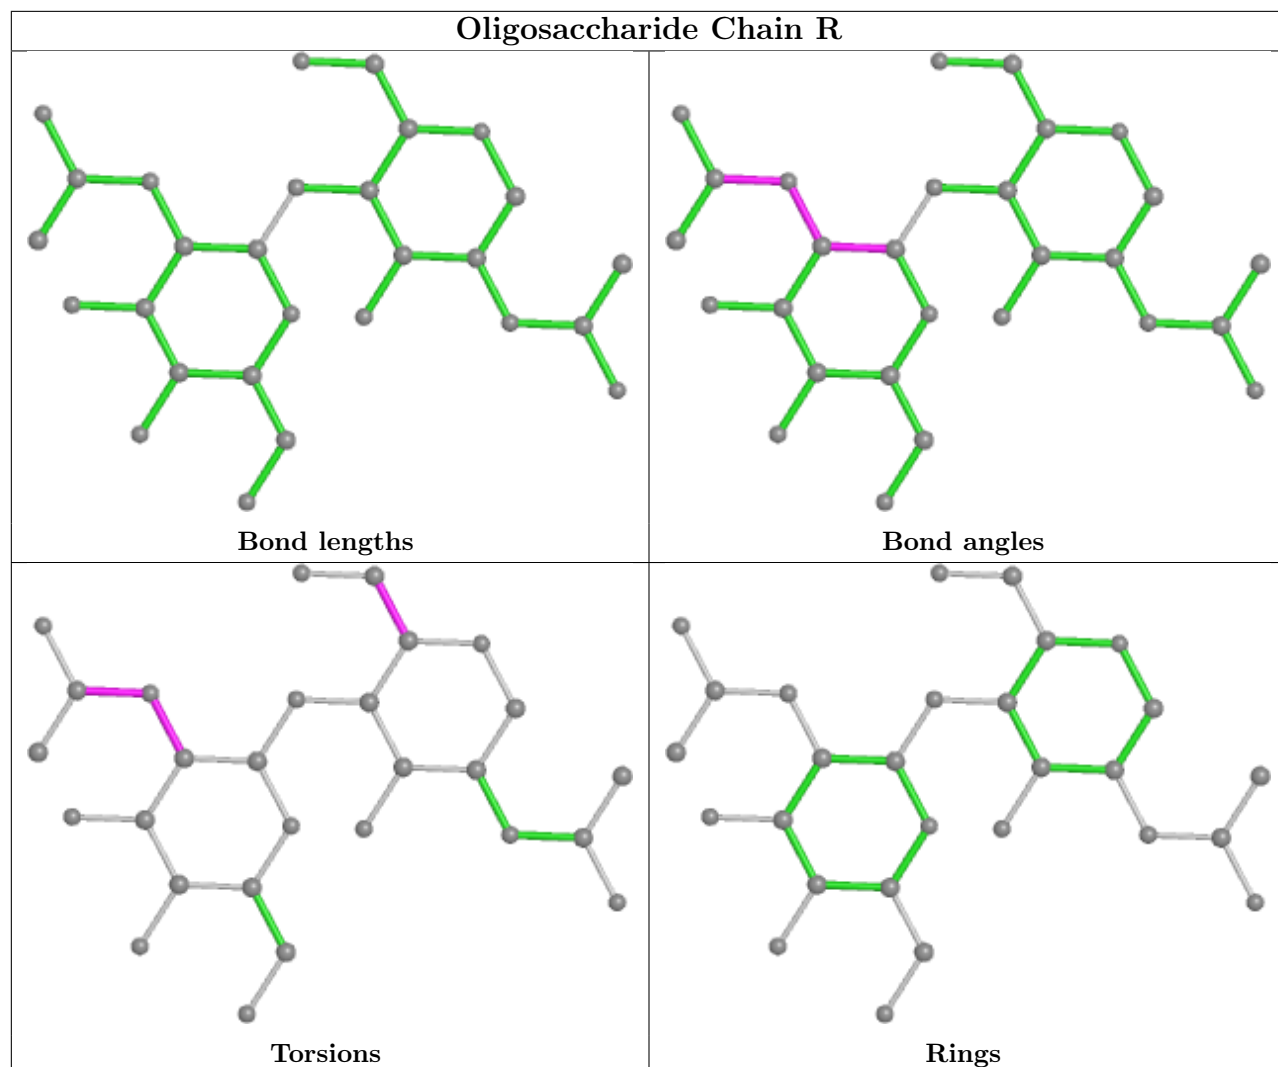 Oligosaccharide Chain R
Bond lengths
Bond angles
Torsions
Rings